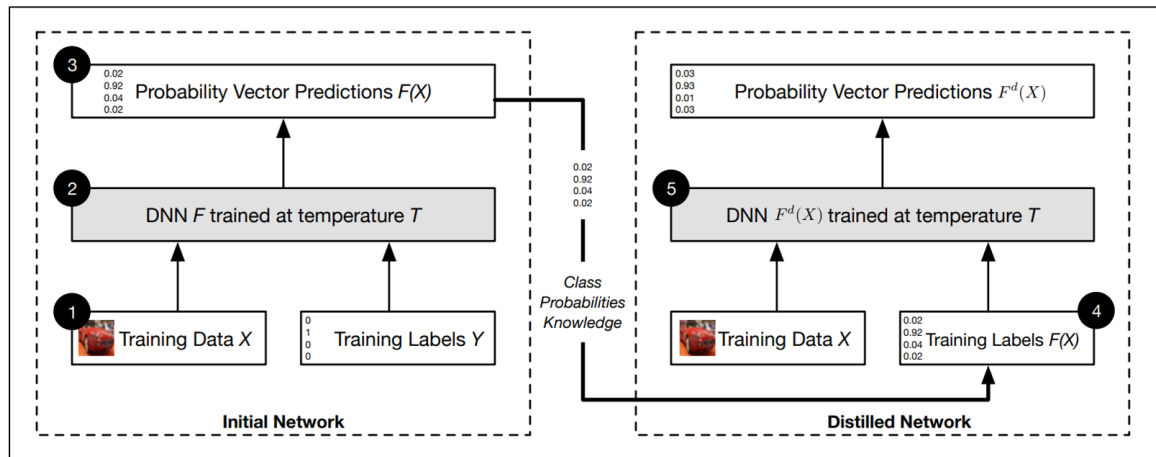 3
0.02
0.92
0.04
0.02
Probability Vector Predictions F(X)
2
DNN F trained at temperature T
1
Training Data X
0
1
0
0
Training Labels Y
Initial Network
0.02
0.92
0.04
0.02
Class
Probabilities
Knowledge
0.03
0.93
0.01
0.03
Probability Vector Predictions F^d(X)
5
DNN F^d(X) trained at temperature T
Training Data X
4
0.02
0.92
0.04
0.02
Training Labels F(X)
Distilled Network